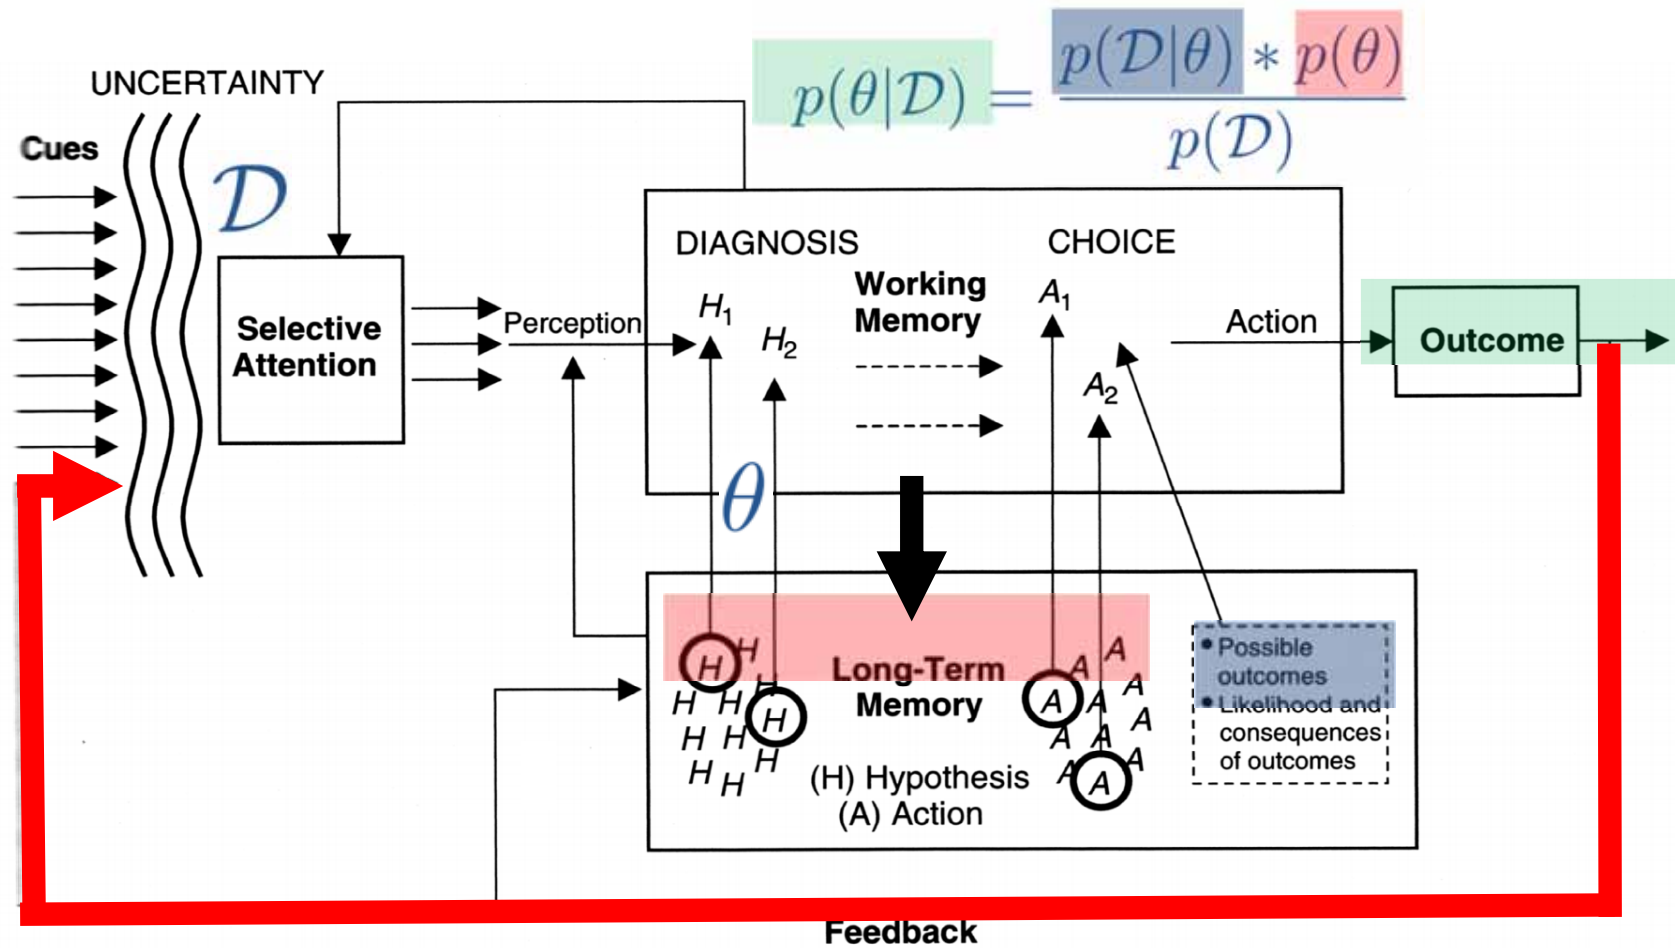 p(θ|𝒟) = p(𝒟|θ) * p(θ) / p(𝒟)
UNCERTAINTY
Cues
𝒟
Selective
Attention
Perception
DIAGNOSIS
H₁
H₂
Working
Memory
CHOICE
A₁
A₂
Action
Outcome
θ
H H
H H H
H H H
H H H
Long-Term
Memory
(H) Hypothesis
(A) Action
A A
A A A
A A A
A A A
• Possible
outcomes
• Likelihood and
consequences
of outcomes
Feedback